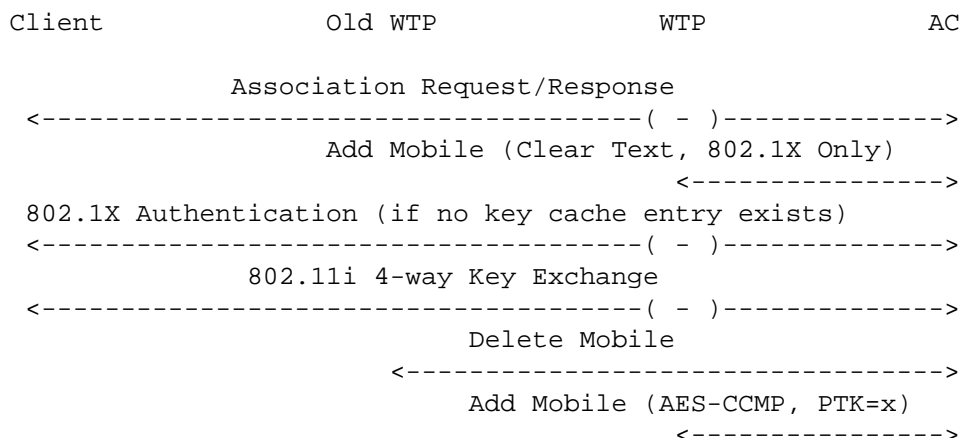 Client Old WTP WTP AC
Association Request/Response
<--------------------------------------( - )-------------->
Add Mobile (Clear Text, 802.1X Only)
<---------------->
802.1X Authentication (if no key cache entry exists)
<--------------------------------------( - )-------------->
802.11i 4-way Key Exchange
<--------------------------------------( - )-------------->
Delete Mobile
<---------------------------------->
Add Mobile (AES-CCMP, PTK=x)
<---------------->